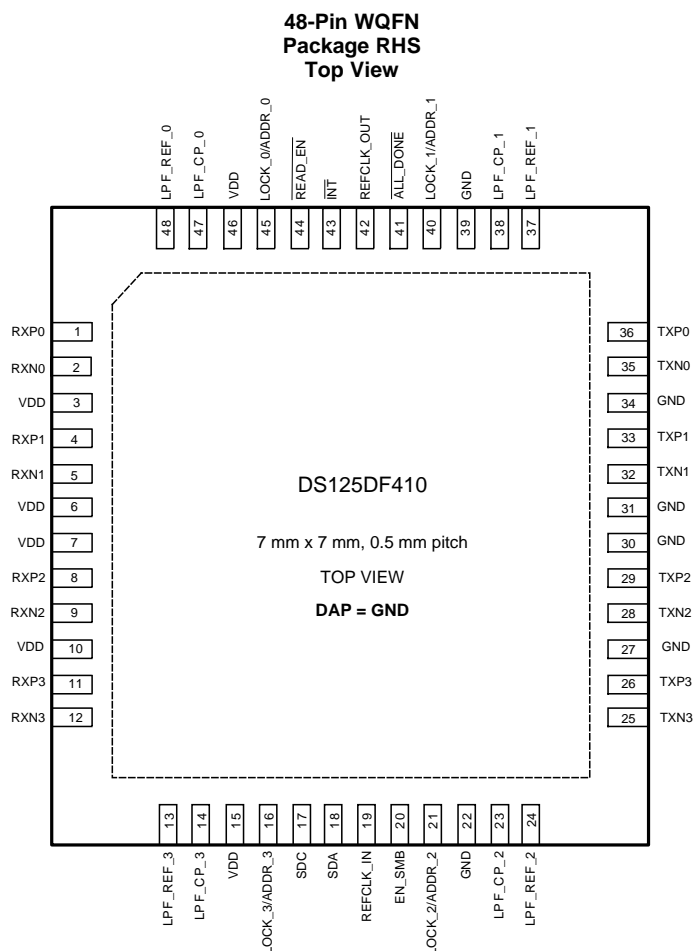 48-Pin WQFN
Package RHS
Top View
LPF_REF_0
LPF_CP_0
VDD
LOCK_0/ADDR_0
READ_EN
INT
REFCLK_OUT
ALL_DONE
LOCK_1/ADDR_1
GND
LPF_CP_1
LPF_REF_1
48
47
46
45
44
43
42
41
40
39
38
37
RXP0 1
RXN0 2
VDD 3
RXP1 4
RXN1 5
VDD 6
VDD 7
RXP2 8
RXN2 9
VDD 10
RXP3 11
RXN3 12
DS125DF410
7 mm x 7 mm, 0.5 mm pitch
TOP VIEW
DAP = GND
36 TXP0
35 TXN0
34 GND
33 TXP1
32 TXN1
31 GND
30 GND
29 TXP2
28 TXN2
27 GND
26 TXP3
25 TXN3
13
14
15
16
17
18
19
20
21
22
23
24
LPF_REF_3
LPF_CP_3
VDD
LOCK_3/ADDR_3
SDC
SDA
REFCLK_IN
EN_SMB
LOCK_2/ADDR_2
GND
LPF_CP_2
LPF_REF_2